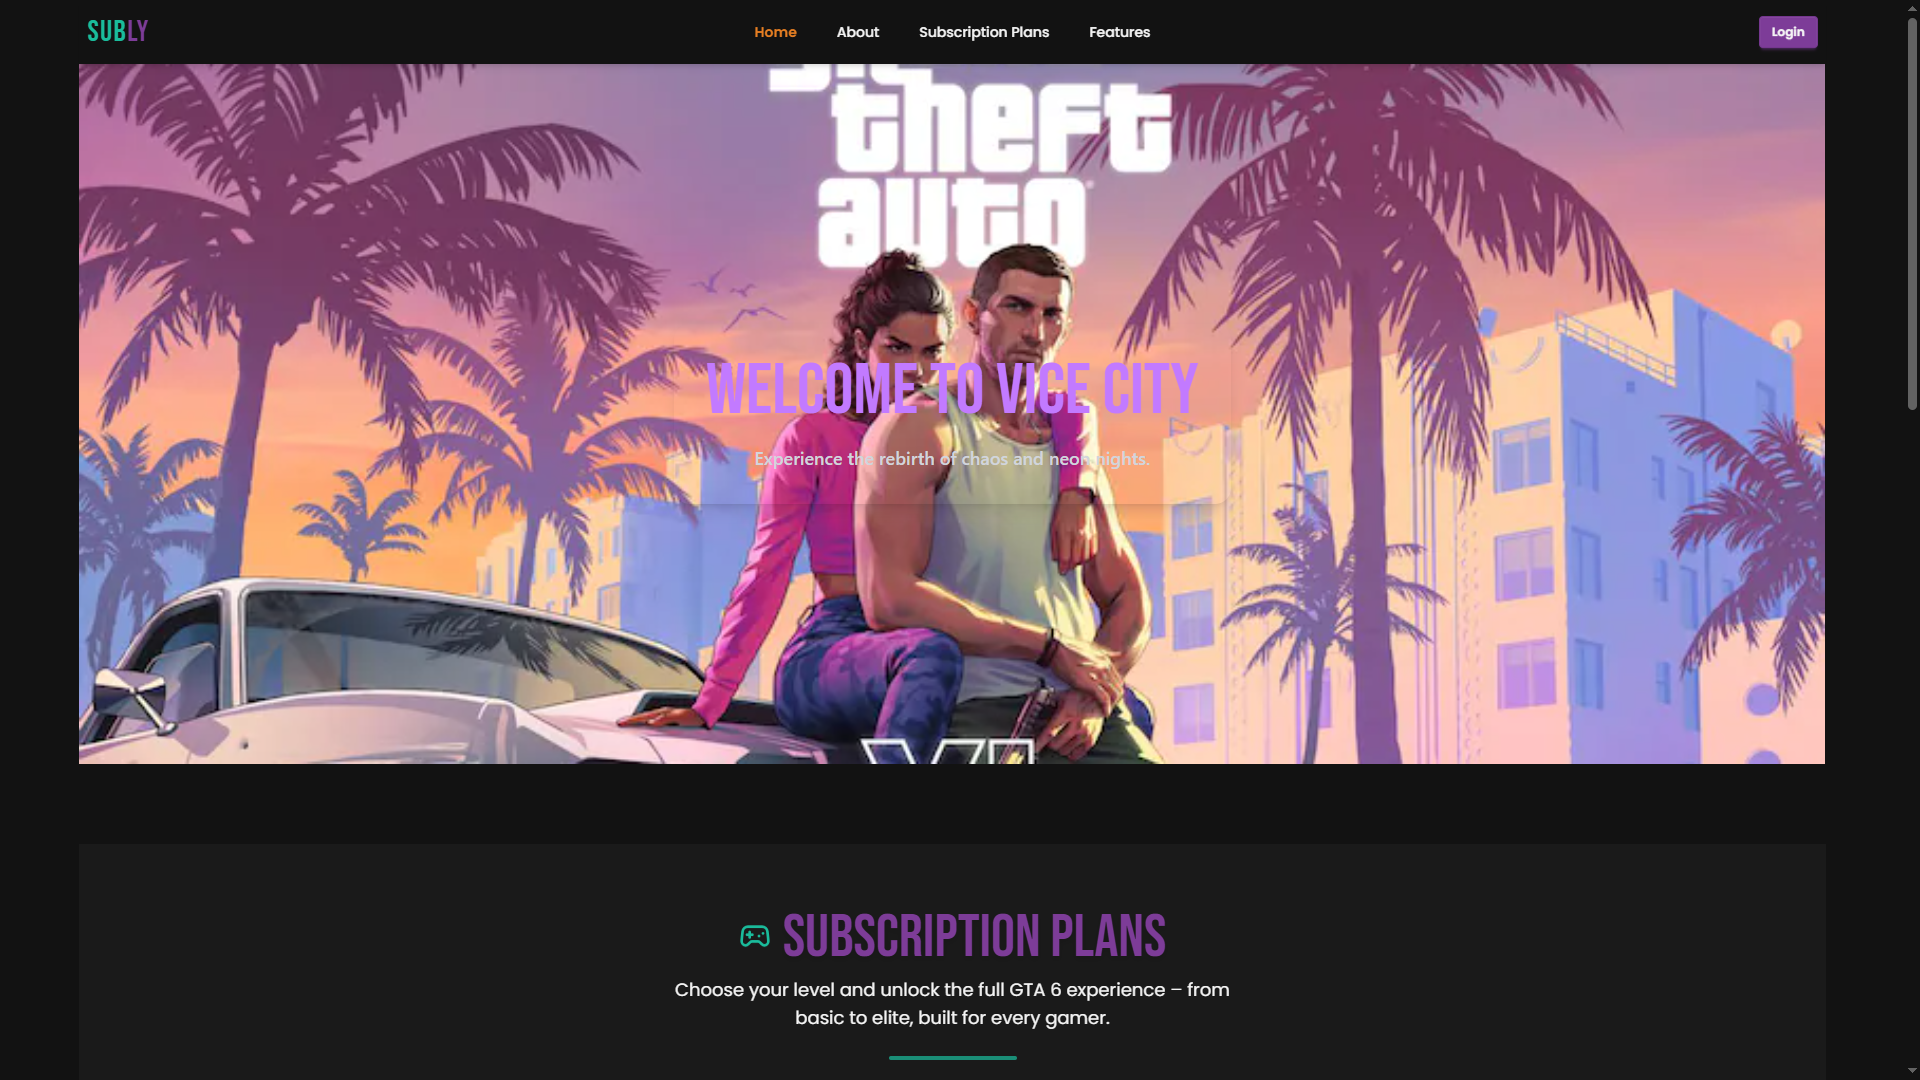 SUBLY
Home About Subscription Plans Features
Login
theft
auto
WELCOME TO VICE CITY
Experience the rebirth of chaos and neon nights.
VI
SUBSCRIPTION PLANS
Choose your level and unlock the full GTA 6 experience – from
basic to elite, built for every gamer.